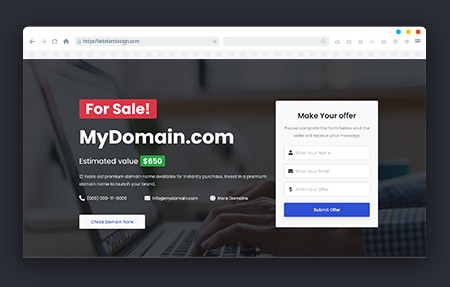 https://letsstartdesign.com
For Sale!
MyDomain.com
Estimated value $650
12 Years old premium domain name available for instantly purchase. Invest in a premium
domain name to launch your brand.
(000) 000-11-0006 info@mydomain.com More Domains
Check Domain Rank
Make Your offer
Please complete the form below and the
seller will receive your message.
Enter Your Name
Enter Your Email
Enter Your Offer
Submit Offer